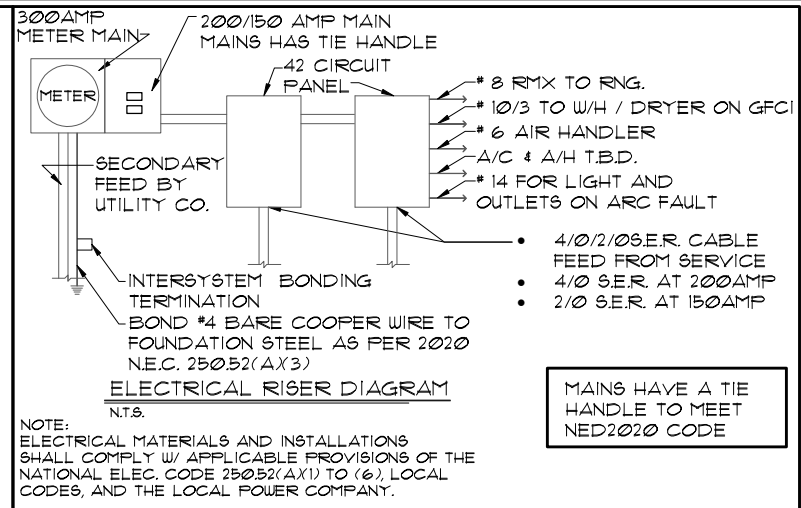 300AMP
METER MAIN
200/150 AMP MAIN
MAINS HAS TIE HANDLE
42 CIRCUIT
PANEL
METER
# 8 RMX TO RNG.
# 10/3 TO W/H / DRYER ON GFCI
# 6 AIR HANDLER
A/C & A/H T.B.D.
# 14 FOR LIGHT AND
OUTLETS ON ARC FAULT
SECONDARY
FEED BY
UTILITY CO.
• 4/0/2/0S.E.R. CABLE
FEED FROM SERVICE
• 4/0 S.E.R. AT 200AMP
• 2/0 S.E.R. AT 150AMP
INTERSYSTEM BONDING
TERMINATION
BOND #4 BARE COOPER WIRE TO
FOUNDATION STEEL AS PER 2020
N.E.C. 250.52(A)(3)
ELECTRICAL RISER DIAGRAM
N.T.S.
MAINS HAVE A TIE
HANDLE TO MEET
NED2020 CODE
NOTE:
ELECTRICAL MATERIALS AND INSTALLATIONS
SHALL COMPLY W/ APPLICABLE PROVISIONS OF THE
NATIONAL ELEC. CODE 250.52(A)(1) TO (6), LOCAL
CODES, AND THE LOCAL POWER COMPANY.